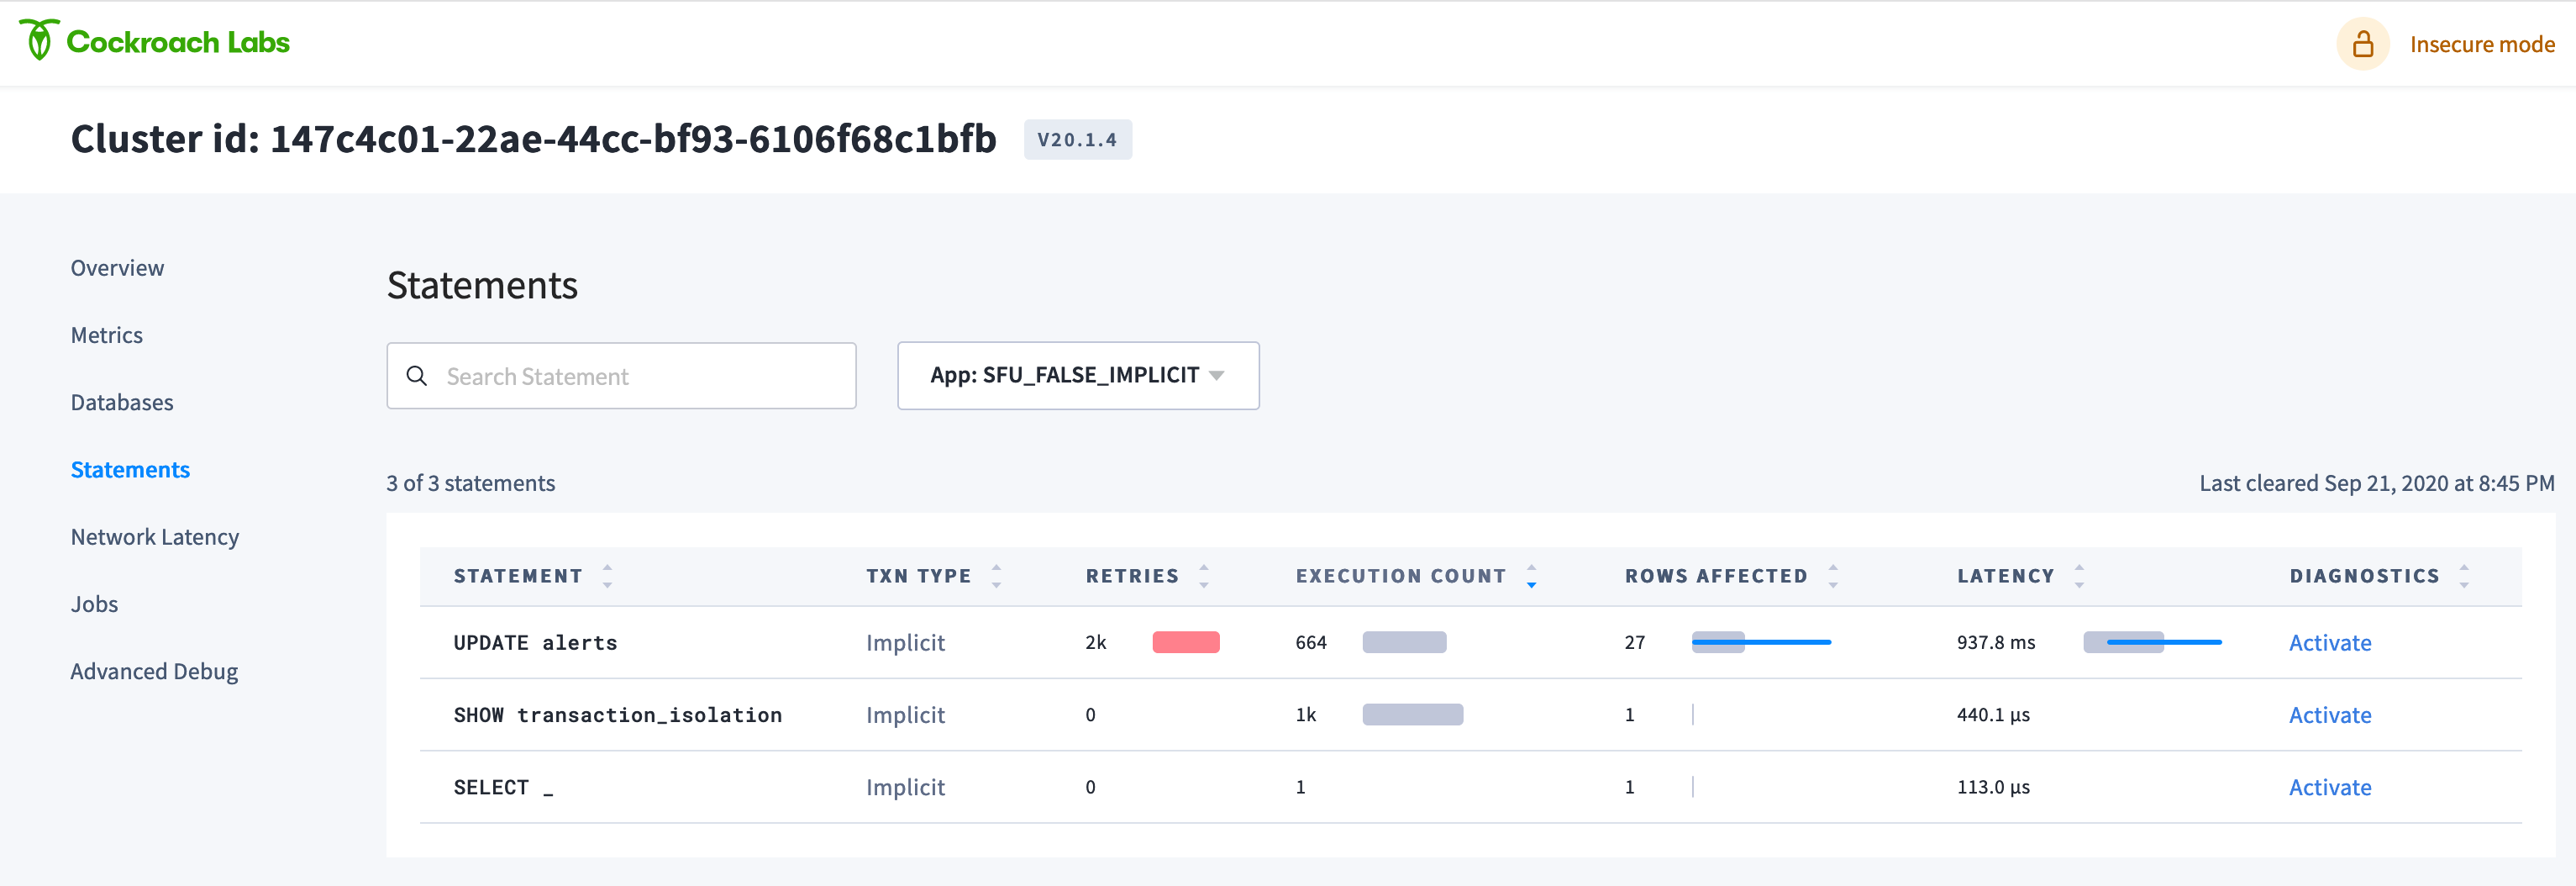 Cockroach Labs
Insecure mode
Cluster id: 147c4c01-22ae-44cc-bf93-6106f68c1bfb V20.1.4
Overview
Metrics
Databases
Statements
Network Latency
Jobs
Advanced Debug
Statements
Search Statement
App: SFU_FALSE_IMPLICIT
3 of 3 statements
Last cleared Sep 21, 2020 at 8:45 PM
STATEMENT TXN TYPE RETRIES EXECUTION COUNT ROWS AFFECTED LATENCY DIAGNOSTICS
UPDATE alerts Implicit 2k 664 27 937.8 ms Activate
SHOW transaction_isolation Implicit 0 1k 1 440.1 µs Activate
SELECT _ Implicit 0 1 1 113.0 µs Activate